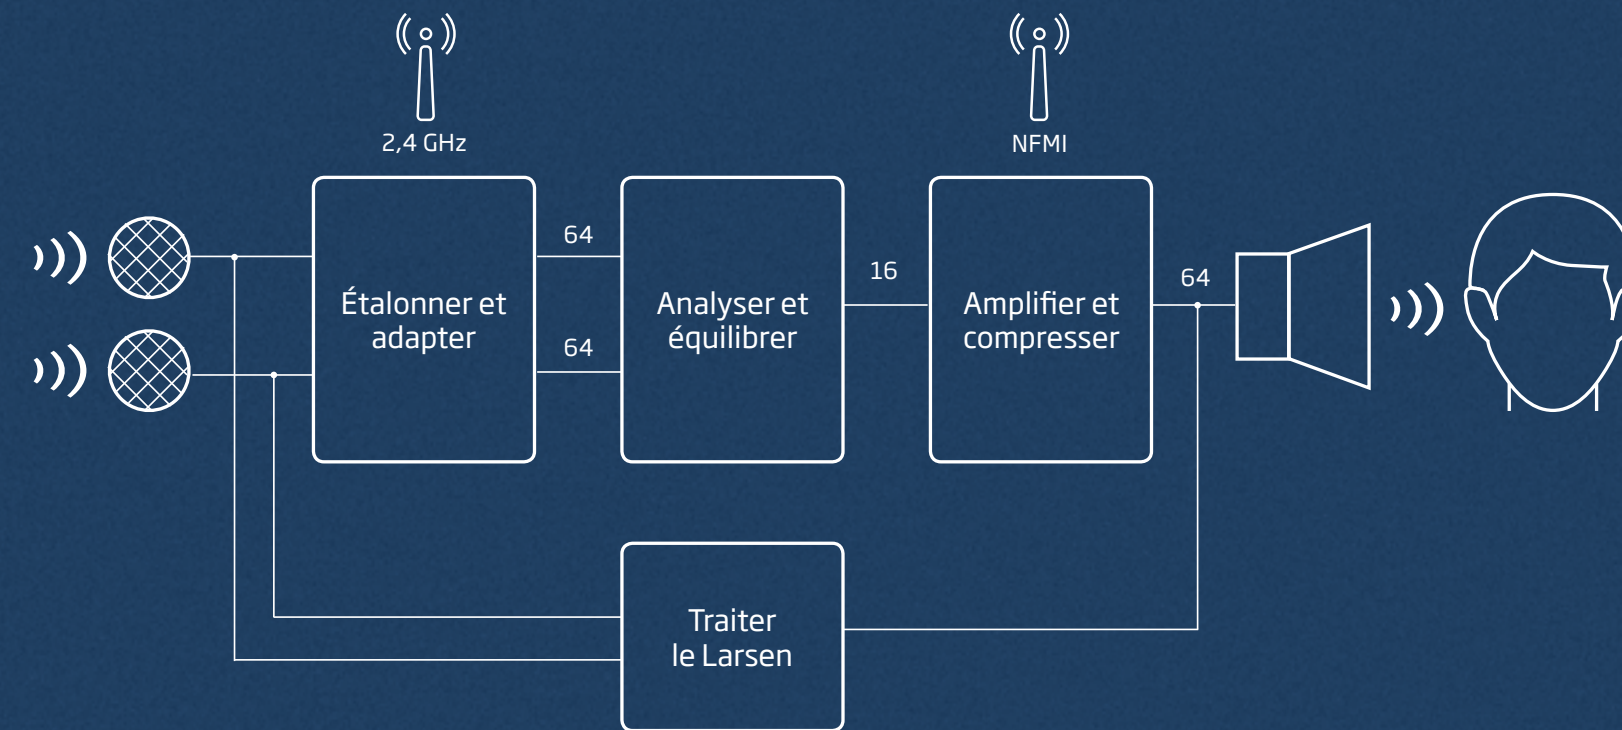 2,4 GHz
NFMI
Étalonner et
adapter
64
64
Analyser et
équilibrer
16
Amplifier et
compresser
64
Traiter
le Larsen